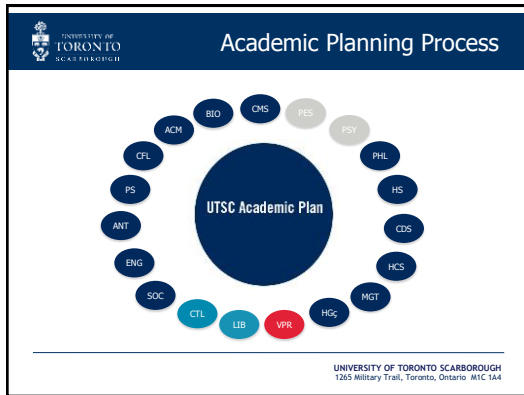 UNIVERSITY OF
TORONTO
SCARBOROUGH
Academic Planning Process
BIO
CMS
PES
PSY
ACM
PHL
CFL
HS
PS
UTSC Academic Plan
ANT
CDS
ENG
HCS
SOC
MGT
CTL
LIB
VPR
HGç
UNIVERSITY OF TORONTO SCARBOROUGH
1265 Military Trail, Toronto, Ontario M1C 1A4